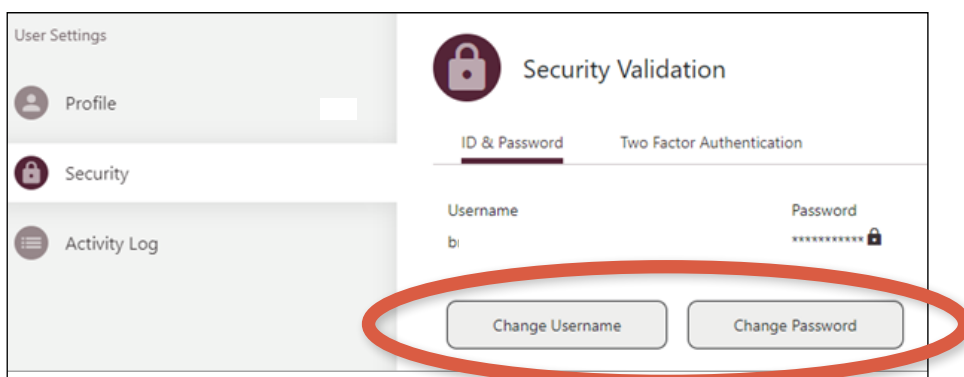 User Settings
Profile
Security
Activity Log
Security Validation
ID & Password Two Factor Authentication
Username Password
b ***********
Change Username Change Password